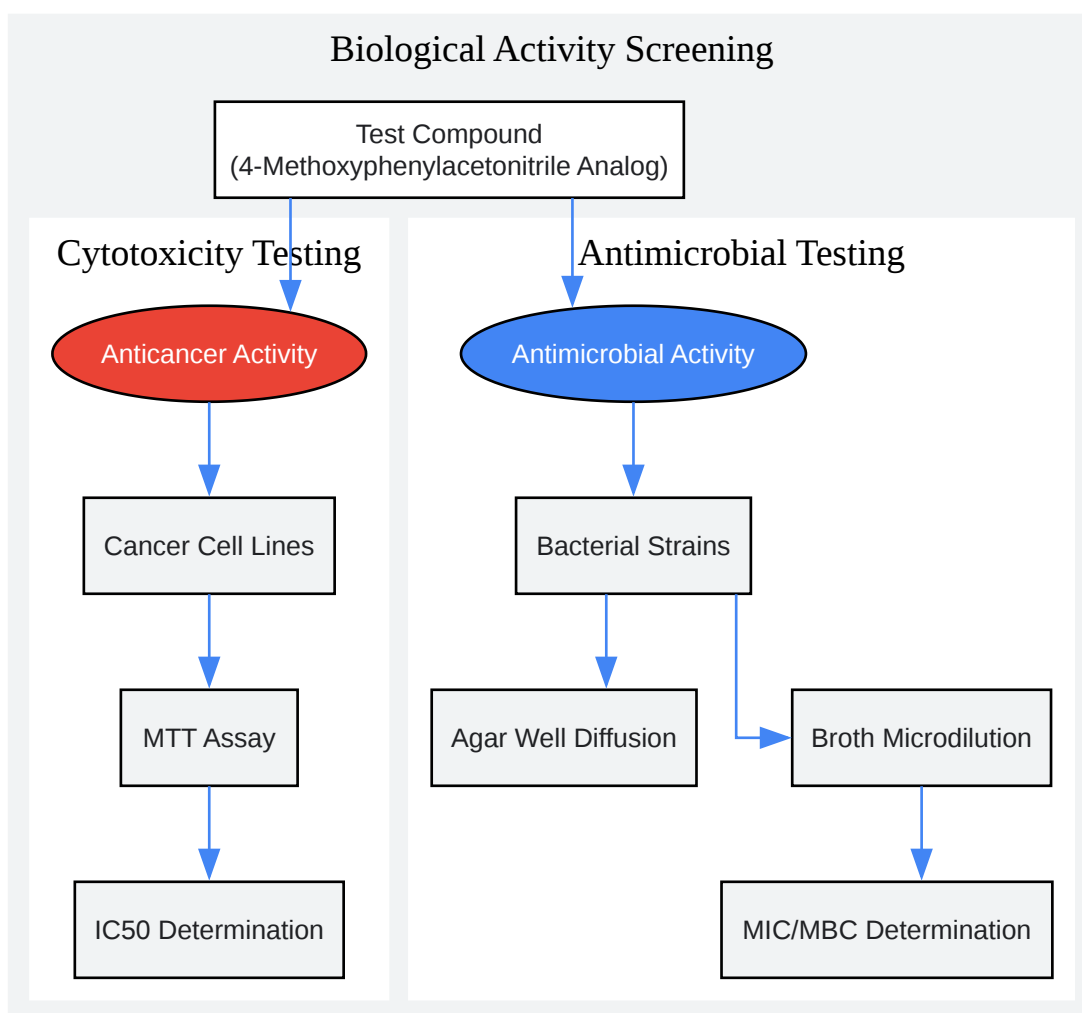 Biological Activity Screening
Test Compound
(4-Methoxyphenylacetonitrile Analog)
Cytotoxicity Testing
Antimicrobial Testing
Anticancer Activity
Antimicrobial Activity
Cancer Cell Lines
Bacterial Strains
MTT Assay
Agar Well Diffusion
Broth Microdilution
IC50 Determination
MIC/MBC Determination